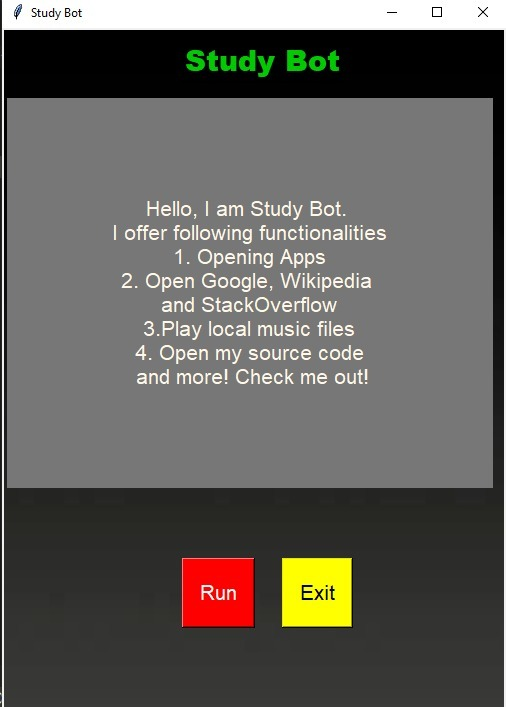 Study Bot
Study Bot
Hello, I am Study Bot.
I offer following functionalities
1. Opening Apps
2. Open Google, Wikipedia
and StackOverflow
3.Play local music files
4. Open my source code
and more! Check me out!
Run Exit